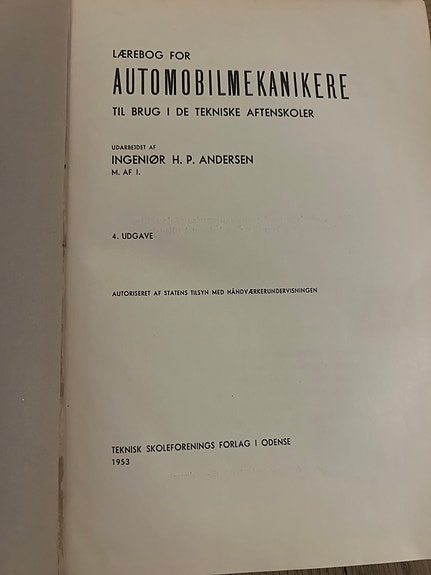 LÆREBOG FOR
AUTOMOBILMEKANIKERE
TIL BRUG I DE TEKNISKE AFTENSKOLER
UDARBEJDET AF
INGENIØR H. P. ANDERSEN
M. AF I.
4. UDGAVE
AUTORISERET AF STATENS TILSYN MED HÅNDVÆRKERUNDERVISNINGEN
TEKNISK SKOLEFORENINGS FORLAG I ODENSE
1953